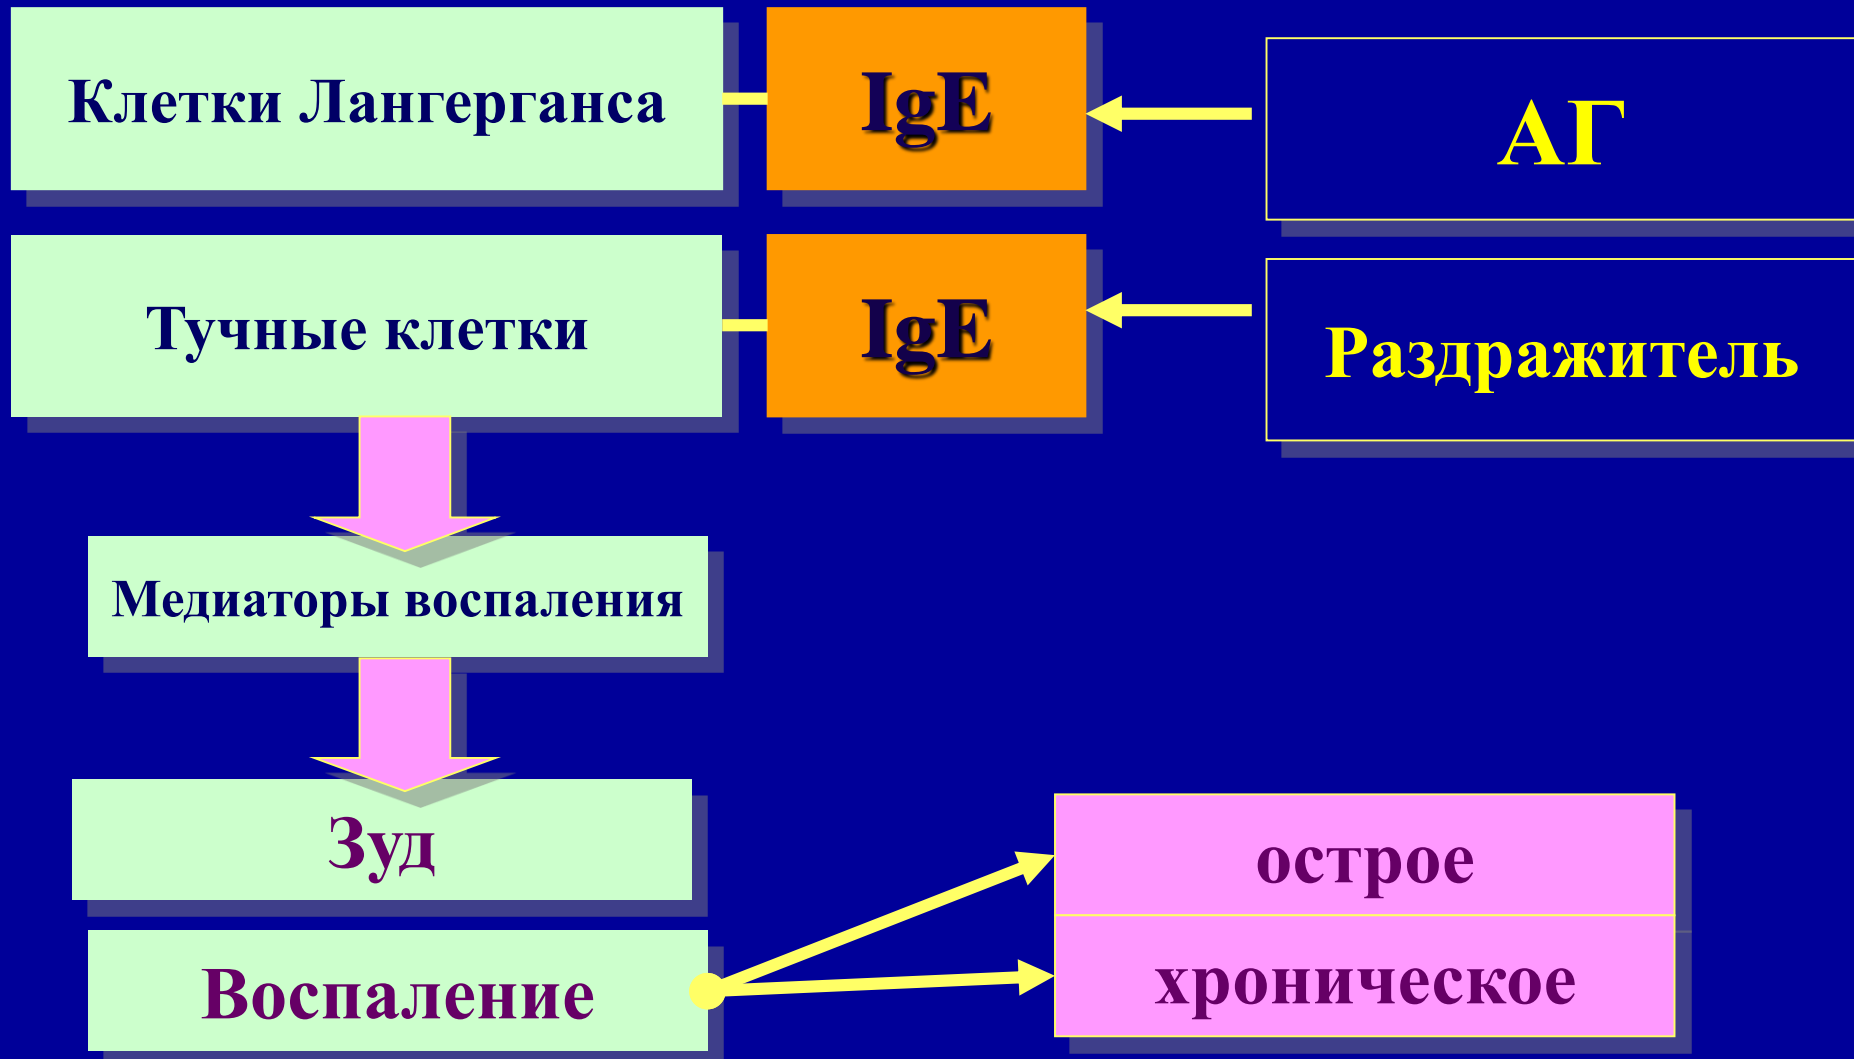 Клетки Лангерганса
IgE
АГ
Тучные клетки
IgE
Раздражитель
Медиаторы воспаления
Зуд
острое
Воспаление
хроническое